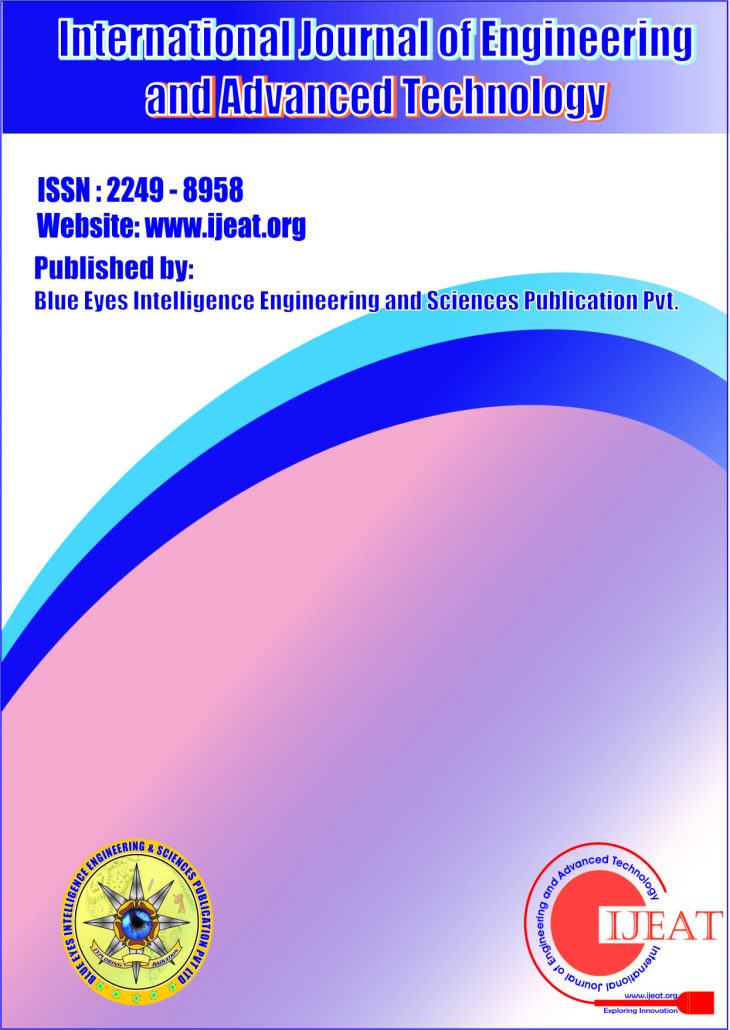 International Journal of Engineering
and Advanced Technology
ISSN : 2249 - 8958
Website: www.ijeat.org
Published by:
Blue Eyes Intelligence Engineering and Sciences Publication Pvt.
BLUE EYES INTELLIGENCE ENGINEERING & SCIENCES PUBLICATION PVT LTD
EXPLORING
International Journal of Engineering and Advanced Technology
IJEAT
www.ijeat.org
Exploring Innovation